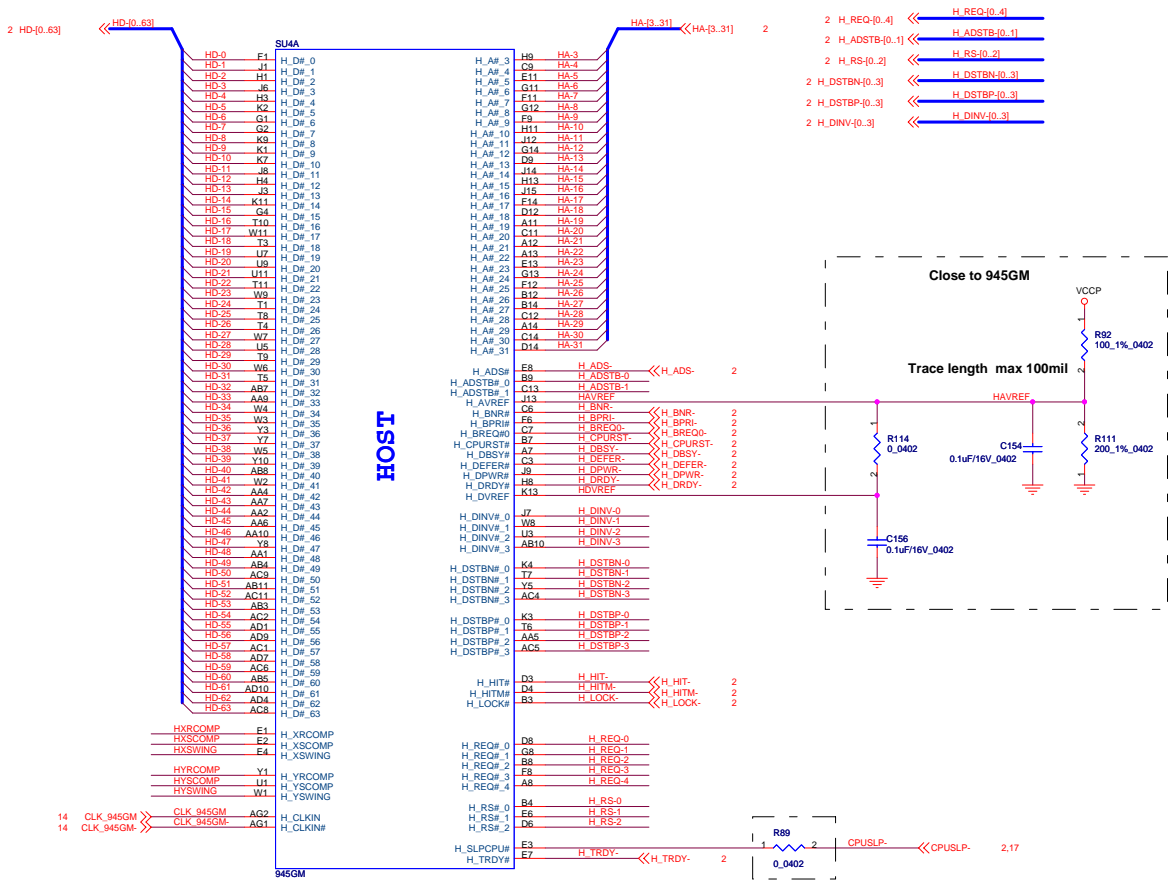 2 HD-[0..63] HD-[0..63]
HA-[3..31] HA-[3..31] 2
2 H_REQ-[0..4] H_REQ-[0..4]
2 H_ADSTB-[0..1] H_ADSTB-[0..1]
2 H_RS-[0..2] H_RS-[0..2]
2 H_DSTBN-[0..3] H_DSTBN-[0..3]
2 H_DSTBP-[0..3] H_DSTBP-[0..3]
2 H_DINV-[0..3] H_DINV-[0..3]
SU4A
HD-0 F1 H_D#_0
HD-1 J1 H_D#_1
HD-2 H1 H_D#_2
HD-3 J6 H_D#_3
HD-4 H3 H_D#_4
HD-5 K2 H_D#_5
HD-6 G1 H_D#_6
HD-7 G2 H_D#_7
HD-8 K9 H_D#_8
HD-9 K1 H_D#_9
HD-10 K7 H_D#_10
HD-11 J8 H_D#_11
HD-12 H4 H_D#_12
HD-13 J3 H_D#_13
HD-14 K11 H_D#_14
HD-15 G4 H_D#_15
HD-16 T10 H_D#_16
HD-17 W11 H_D#_17
HD-18 T3 H_D#_18
HD-19 U7 H_D#_19
HD-20 U9 H_D#_20
HD-21 U11 H_D#_21
HD-22 T11 H_D#_22
HD-23 W9 H_D#_23
HD-24 T1 H_D#_24
HD-25 T8 H_D#_25
HD-26 T4 H_D#_26
HD-27 W7 H_D#_27
HD-28 U5 H_D#_28
HD-29 T9 H_D#_29
HD-30 W6 H_D#_30
HD-31 T5 H_D#_31
HD-32 AB7 H_D#_32
HD-33 AA9 H_D#_33
HD-34 W4 H_D#_34
HD-35 W3 H_D#_35
HD-36 Y3 H_D#_36
HD-37 Y7 H_D#_37
HD-38 W5 H_D#_38
HD-39 Y10 H_D#_39
HD-40 AB8 H_D#_40
HD-41 W2 H_D#_41
HD-42 AA4 H_D#_42
HD-43 AA7 H_D#_43
HD-44 AA2 H_D#_44
HD-45 AA6 H_D#_45
HD-46 AA10 H_D#_46
HD-47 Y8 H_D#_47
HD-48 AA1 H_D#_48
HD-49 AB4 H_D#_49
HD-50 AC9 H_D#_50
HD-51 AB11 H_D#_51
HD-52 AC11 H_D#_52
HD-53 AB3 H_D#_53
HD-54 AC2 H_D#_54
HD-55 AD1 H_D#_55
HD-56 AD9 H_D#_56
HD-57 AC1 H_D#_57
HD-58 AD7 H_D#_58
HD-59 AC6 H_D#_59
HD-60 AB5 H_D#_60
HD-61 AD10 H_D#_61
HD-62 AD4 H_D#_62
HD-63 AC8 H_D#_63
HXRCOMP E1 H_XRCOMP
HXSCOMP E2 H_XSCOMP
HXSWING E4 H_XSWING
HYRCOMP Y1 H_YRCOMP
HYSCOMP U1 H_YSCOMP
HYSWING W1 H_YSWING
14 CLK_945GM CLK_945GM AG2 H_CLKIN
14 CLK_945GM- CLK_945GM- AG1 H_CLKIN#
HOST
H_A#_3 H9 HA-3
H_A#_4 C9 HA-4
H_A#_5 E11 HA-5
H_A#_6 G11 HA-6
H_A#_7 F11 HA-7
H_A#_8 G12 HA-8
H_A#_9 F9 HA-9
H_A#_10 H11 HA-10
H_A#_11 J12 HA-11
H_A#_12 G14 HA-12
H_A#_13 D9 HA-13
H_A#_14 J14 HA-14
H_A#_15 H13 HA-15
H_A#_16 J15 HA-16
H_A#_17 F14 HA-17
H_A#_18 D12 HA-18
H_A#_19 A11 HA-19
H_A#_20 C11 HA-20
H_A#_21 A12 HA-21
H_A#_22 A13 HA-22
H_A#_23 E13 HA-23
H_A#_24 G13 HA-24
H_A#_25 F12 HA-25
H_A#_26 B12 HA-26
H_A#_27 B14 HA-27
H_A#_28 C12 HA-28
H_A#_29 A14 HA-29
H_A#_30 C14 HA-30
H_A#_31 D14 HA-31
H_ADS# E8 H_ADS- H_ADS- 2
H_ADSTB#_0 B9 H_ADSTB-0
H_ADSTB#_1 C13 H_ADSTB-1
H_AVREF J13 HAVREF
H_BNR# C6 H_BNR- H_BNR- 2
H_BPRI# F6 H_BPRI- H_BPRI- 2
H_BREQ#0 C7 H_BREQ0- H_BREQ0- 2
H_CPURST# B7 H_CPURST- H_CPURST- 2
H_DBSY# A7 H_DBSY- H_DBSY- 2
H_DEFER# C3 H_DEFER- H_DEFER- 2
H_DPWR# J9 H_DPWR- H_DPWR- 2
H_DRDY# H8 H_DRDY- H_DRDY- 2
H_DVREF K13 HDVREF
H_DINV#_0 J7 H_DINV-0
H_DINV#_1 W8 H_DINV-1
H_DINV#_2 U3 H_DINV-2
H_DINV#_3 AB10 H_DINV-3
H_DSTBN#_0 K4 H_DSTBN-0
H_DSTBN#_1 T7 H_DSTBN-1
H_DSTBN#_2 Y5 H_DSTBN-2
H_DSTBN#_3 AC4 H_DSTBN-3
H_DSTBP#_0 K3 H_DSTBP-0
H_DSTBP#_1 T6 H_DSTBP-1
H_DSTBP#_2 AA5 H_DSTBP-2
H_DSTBP#_3 AC5 H_DSTBP-3
H_HIT# D3 H_HIT- H_HIT- 2
H_HITM# D4 H_HITM- H_HITM- 2
H_LOCK# B3 H_LOCK- H_LOCK- 2
H_REQ#_0 D8 H_REQ-0
H_REQ#_1 G8 H_REQ-1
H_REQ#_2 B8 H_REQ-2
H_REQ#_3 F8 H_REQ-3
H_REQ#_4 A8 H_REQ-4
H_RS#_0 B4 H_RS-0
H_RS#_1 E6 H_RS-1
H_RS#_2 D6 H_RS-2
H_SLPCPU# E3
H_TRDY# E7 H_TRDY- H_TRDY- 2
945GM
R89
1 2 CPUSLP- CPUSLP- 2,17
0_0402
Close to 945GM
VCCP
1
R92
100_1%_0402
2
Trace length max 100mil
HAVREF
1
R114
0_0402
2
C154
0.1uF/16V_0402
2
R111
200_1%_0402
1
C156
0.1uF/16V_0402